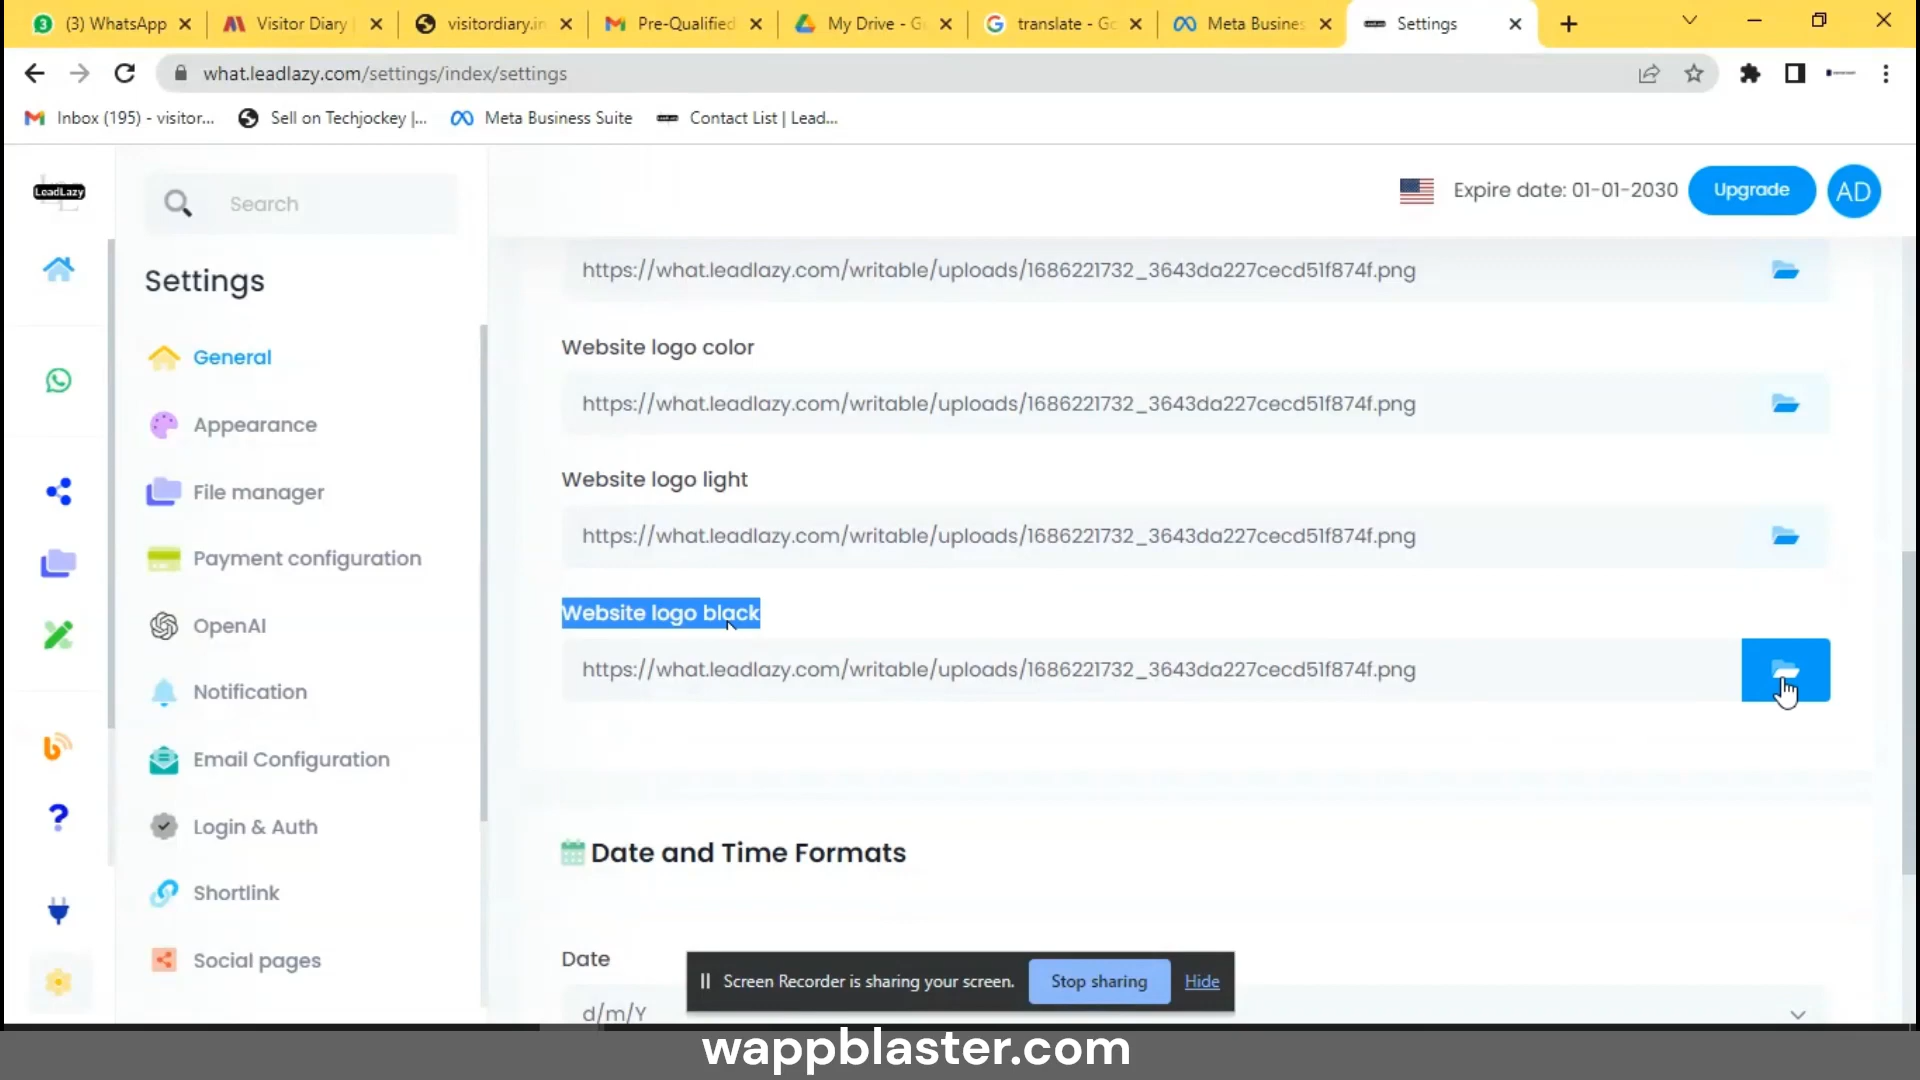 3
(3) WhatsApp
Visitor Diary
visitordiary.in
Pre-Qualified
My Drive - G
translate - Go
Meta Busines
Settings
what.leadlazy.com/settings/index/settings
Inbox (195) - visitor...
Sell on Techjockey |...
Meta Business Suite
Contact List | Lead...
LeadLazy
Search
Expire date: 01-01-2030
Upgrade
AD
Settings
General
Appearance
File manager
Payment configuration
OpenAI
Notification
Email Configuration
Login & Auth
Shortlink
Social pages
https://what.leadlazy.com/writable/uploads/1686221732_3643da227cecd51f874f.png
Website logo color
https://what.leadlazy.com/writable/uploads/1686221732_3643da227cecd51f874f.png
Website logo light
https://what.leadlazy.com/writable/uploads/1686221732_3643da227cecd51f874f.png
Website logo black
https://what.leadlazy.com/writable/uploads/1686221732_3643da227cecd51f874f.png
Date and Time Formats
Date
d/m/Y
Screen Recorder is sharing your screen.
Stop sharing
Hide
wappblaster.com